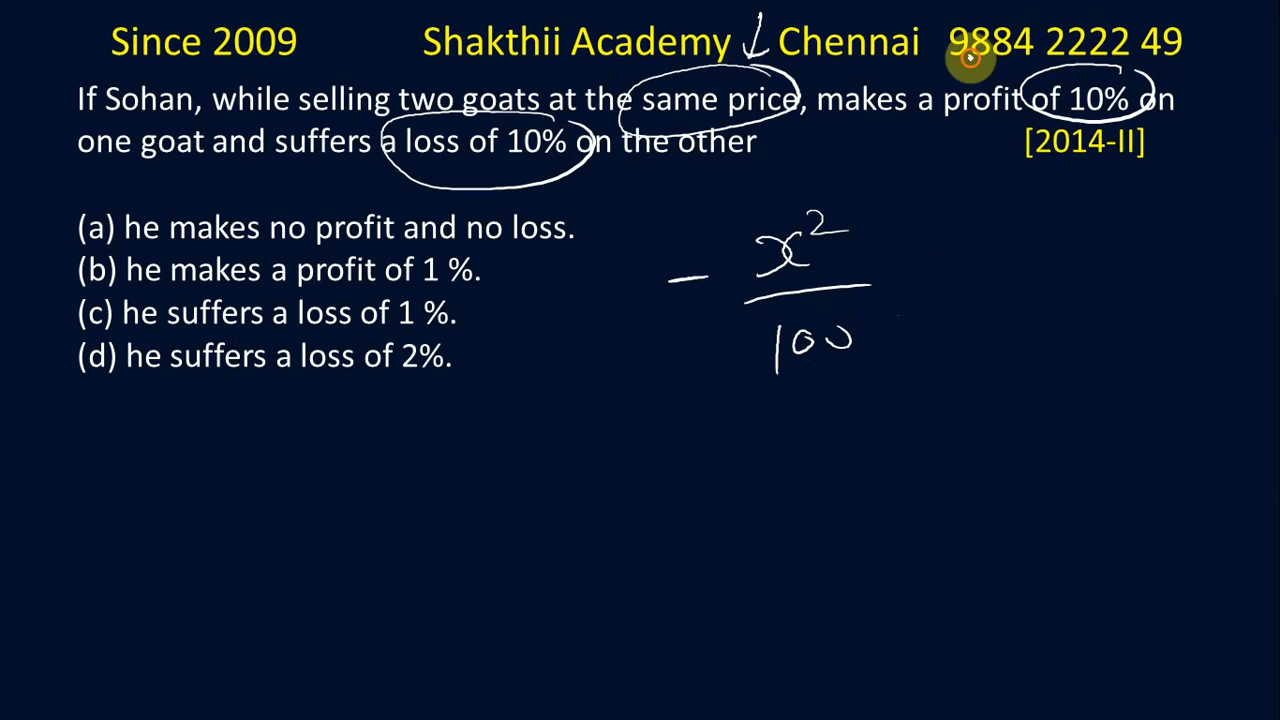 Since 2009 Shakthii Academy Chennai 9884 2222 49
If Sohan, while selling two goats at the same price, makes a profit of 10% on
one goat and suffers a loss of 10% on the other [2014-II]
(a) he makes no profit and no loss.
(b) he makes a profit of 1 %.
(c) he suffers a loss of 1 %.
(d) he suffers a loss of 2%.
- x²
100